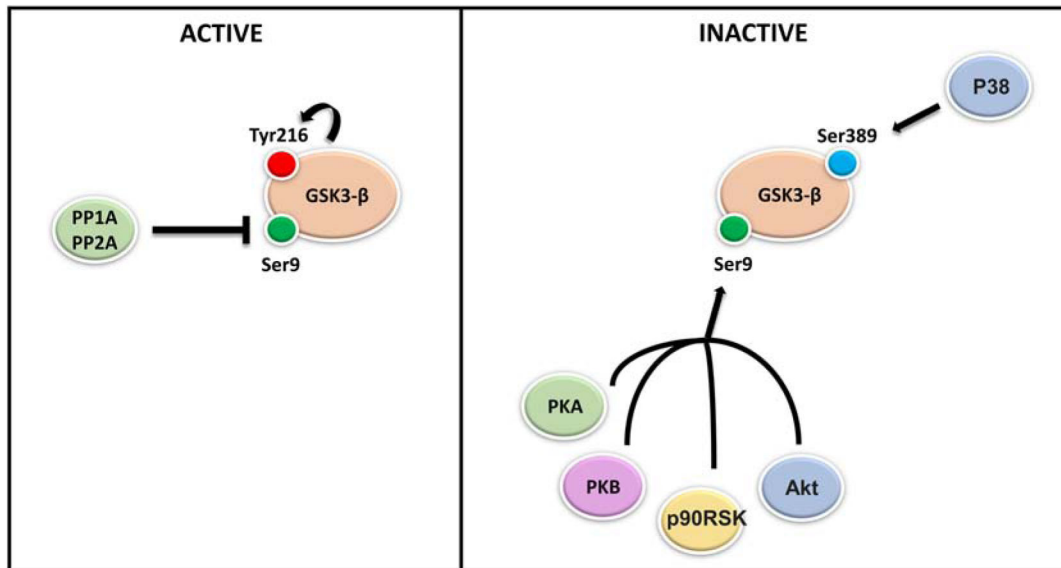 ACTIVE
Tyr216
GSK3-β
PP1A
PP2A
Ser9
INACTIVE
P38
Ser389
GSK3-β
Ser9
PKA
PKB
p90RSK
Akt